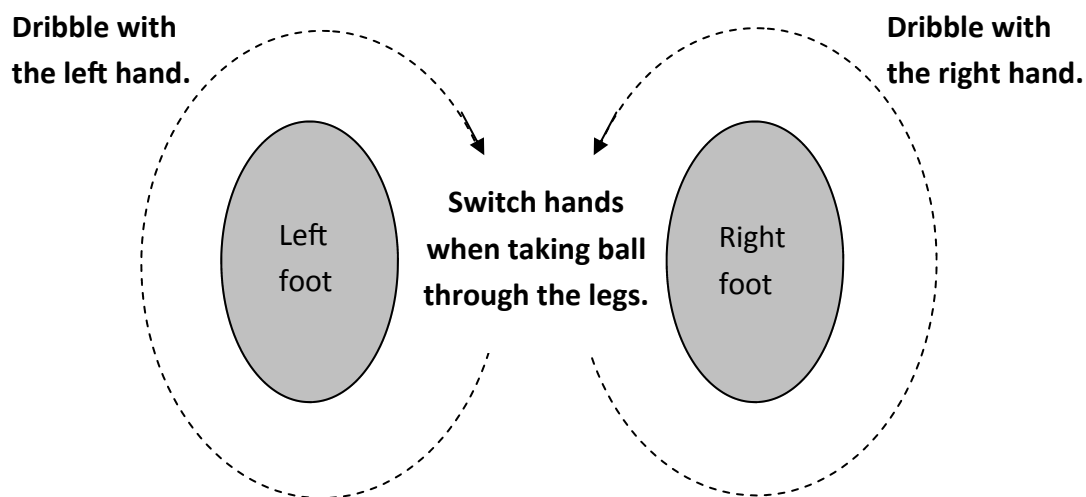 Dribble with
the left hand.
Dribble with
the right hand.
Left
foot
Switch hands
when taking ball
through the legs.
Right
foot